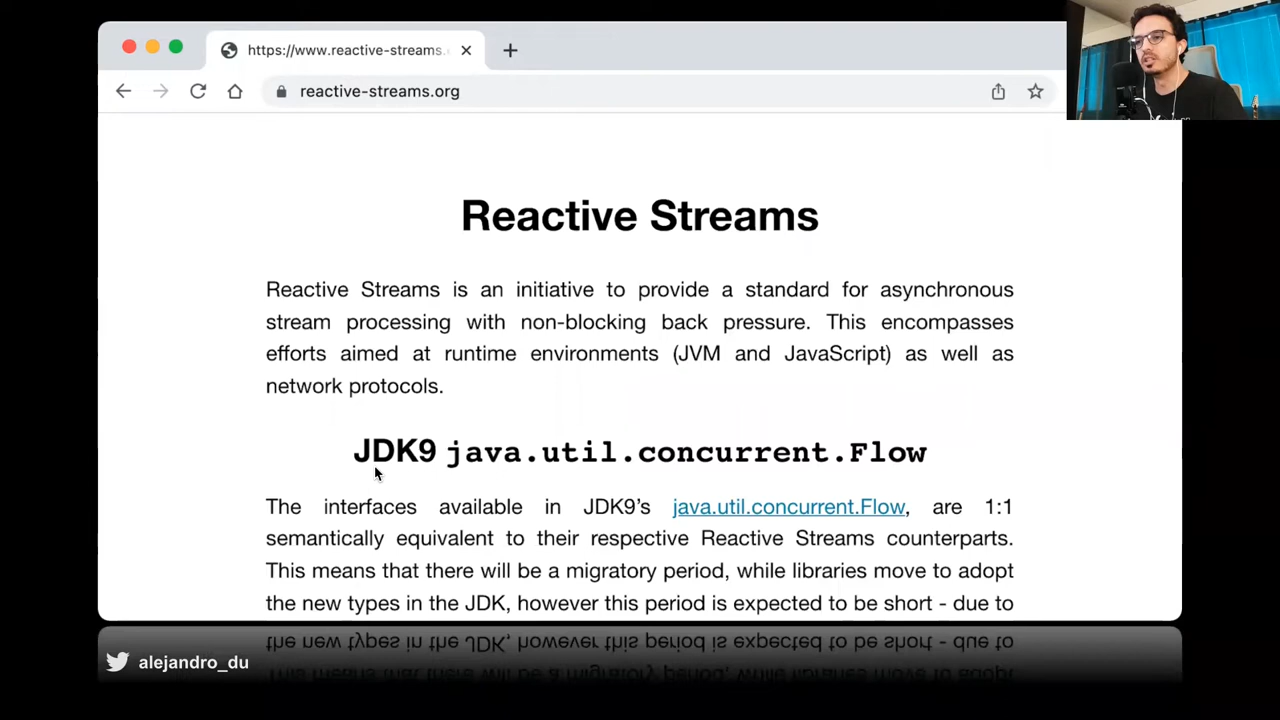 https://www.reactive-streams.
reactive-streams.org
Reactive Streams
Reactive Streams is an initiative to provide a standard for asynchronous
stream processing with non-blocking back pressure. This encompasses
efforts aimed at runtime environments (JVM and JavaScript) as well as
network protocols.
JDK9 java.util.concurrent.Flow
The interfaces available in JDK9’s java.util.concurrent.Flow, are 1:1
semantically equivalent to their respective Reactive Streams counterparts.
This means that there will be a migratory period, while libraries move to adopt
the new types in the JDK, however this period is expected to be short - due to
alejandro_du